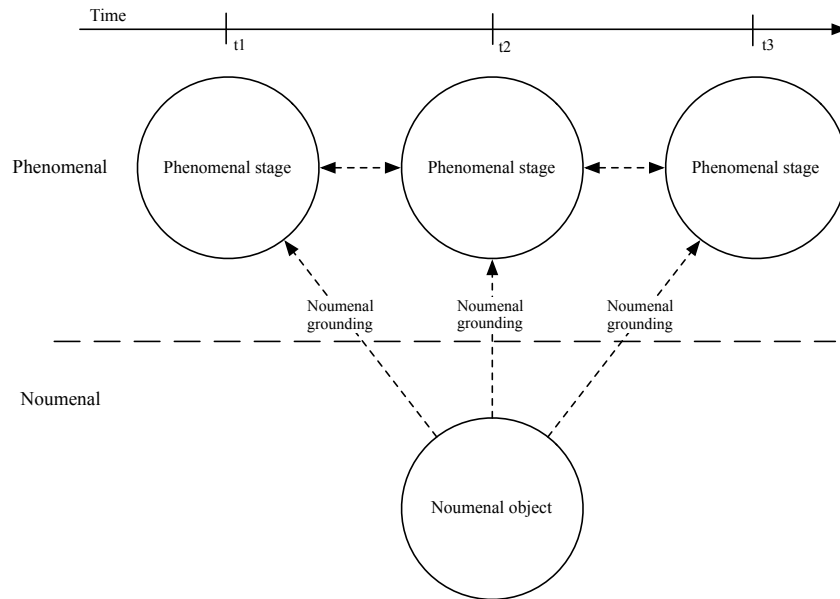 Time
t1
t2
t3
Phenomenal
Phenomenal stage
Phenomenal stage
Phenomenal stage
Noumenal
grounding
Noumenal
grounding
Noumenal
grounding
Noumenal
Noumenal object